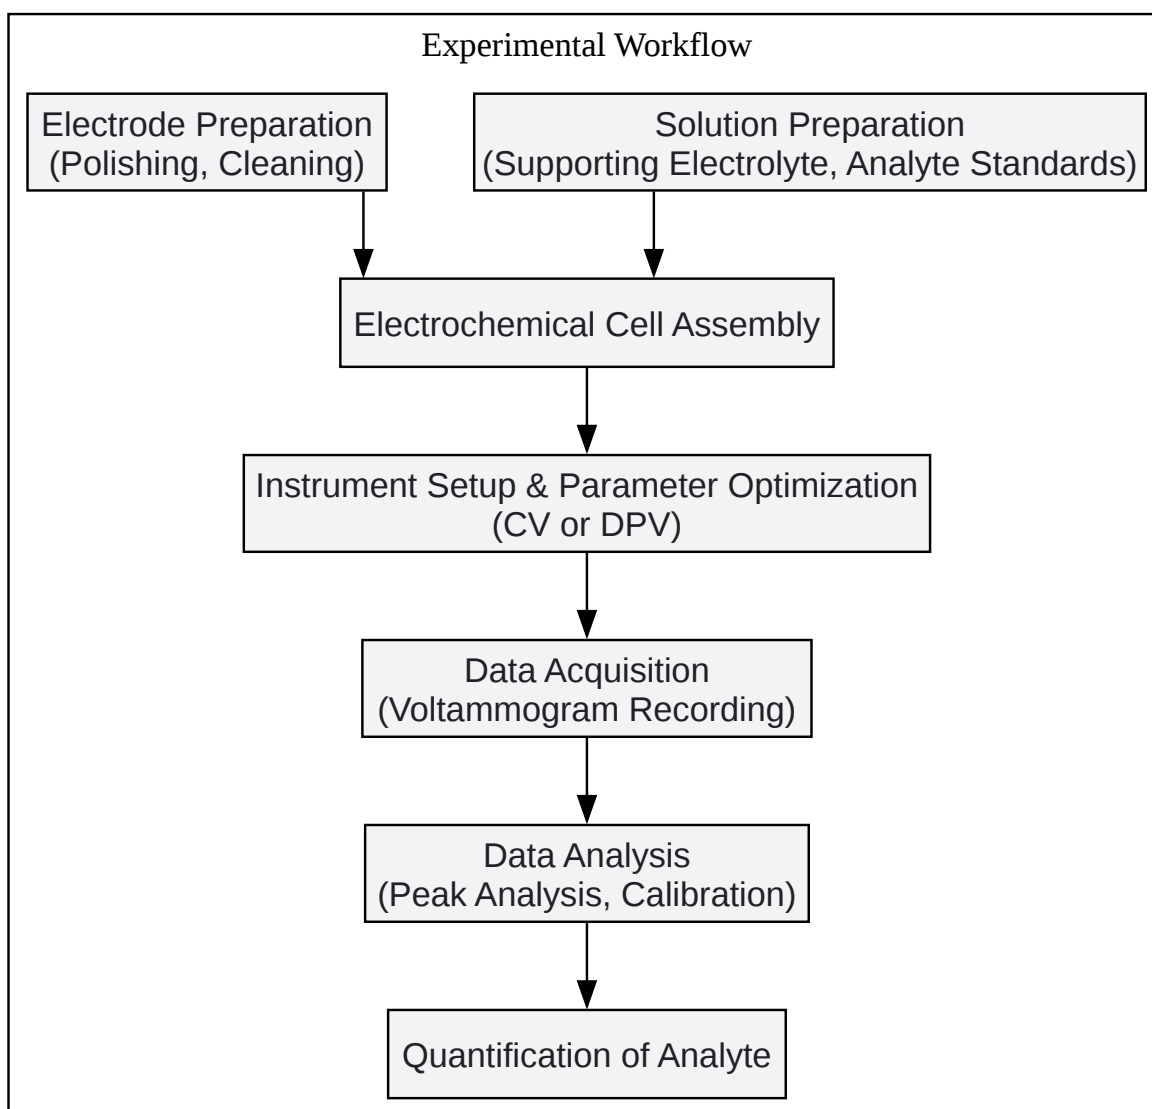 Experimental Workflow
Electrode Preparation
(Polishing, Cleaning)
Solution Preparation
(Supporting Electrolyte, Analyte Standards)
Electrochemical Cell Assembly
Instrument Setup & Parameter Optimization
(CV or DPV)
Data Acquisition
(Voltammogram Recording)
Data Analysis
(Peak Analysis, Calibration)
Quantification of Analyte